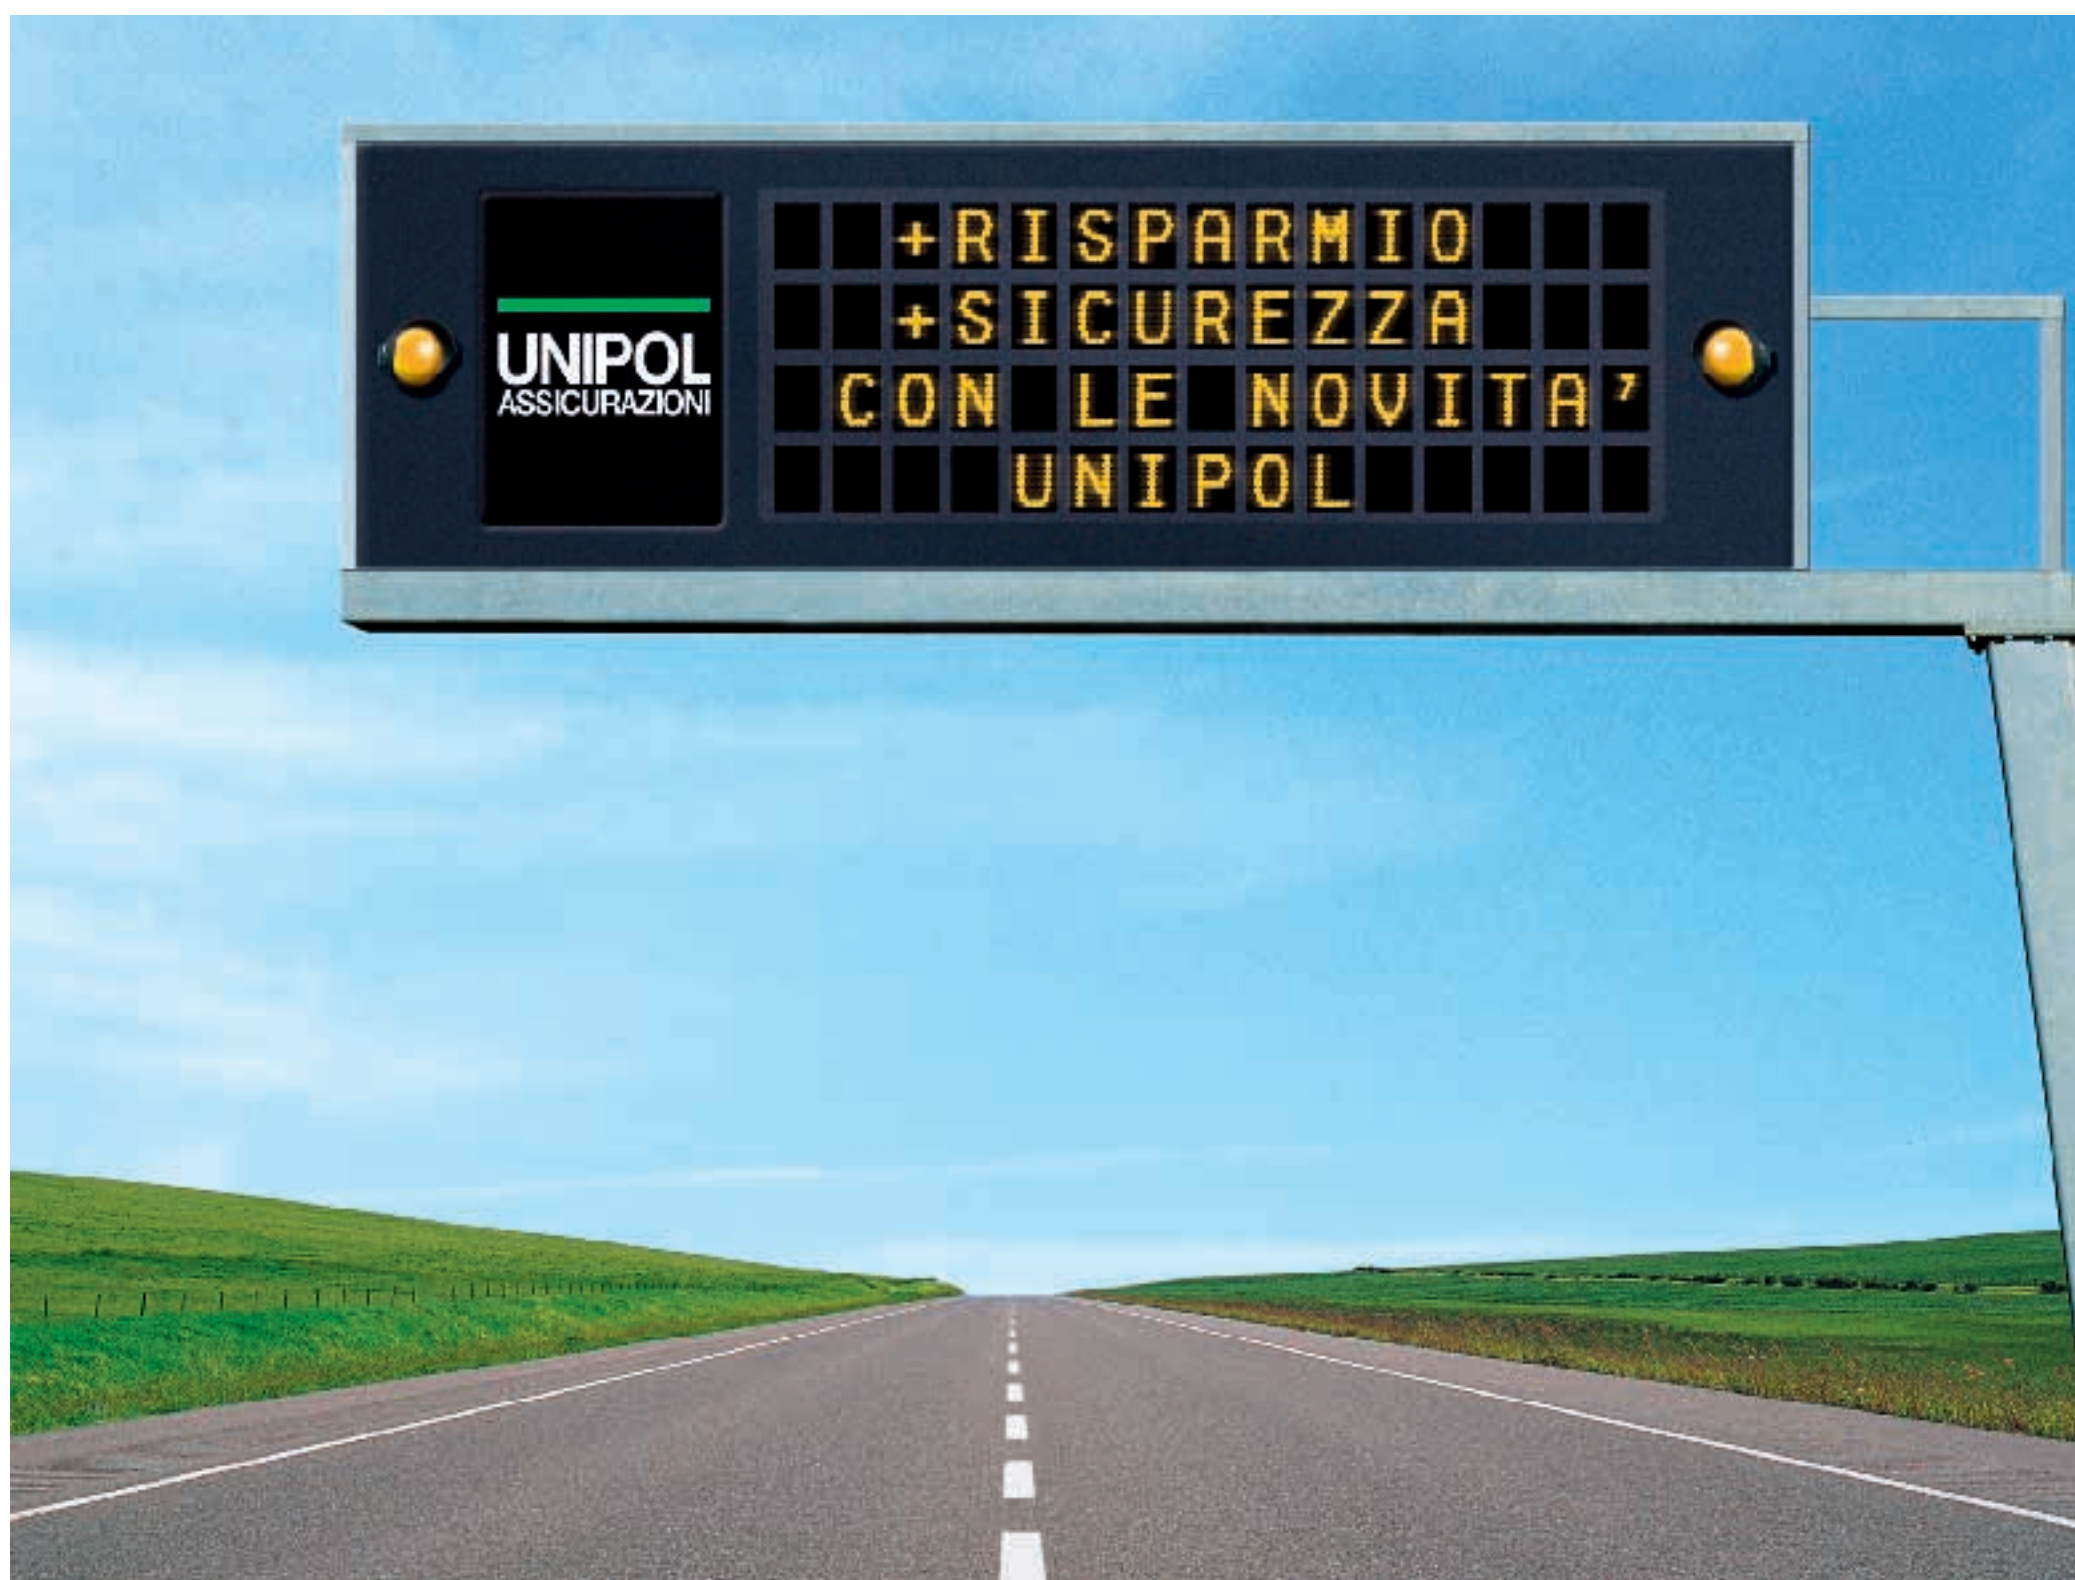 UNIPOL
ASSICURAZIONI
+RISPARMIO
+SICUREZZA
CON LE NOVITA'
UNIPOL